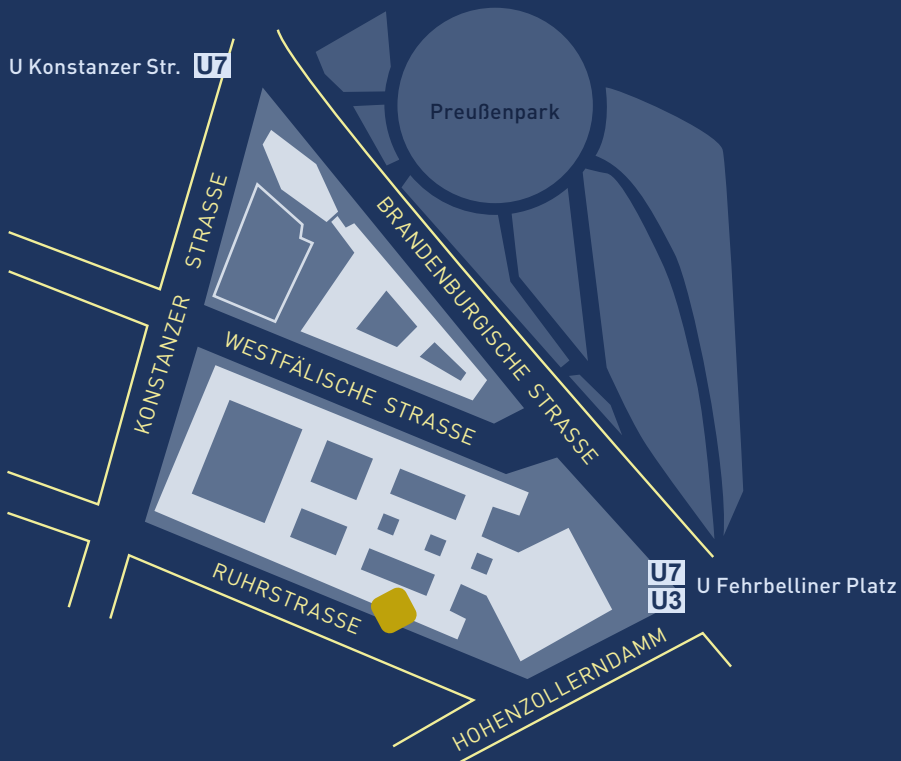 U Konstanzer Str. U7
Preußenpark
KONSTANZER STRASSE
BRANDENBURGISCHE STRASSE
WESTFÄLISCHE STRASSE
RUHRSTRASSE
U7
U3
U Fehrbelliner Platz
HOHENZOLLERNDAMM